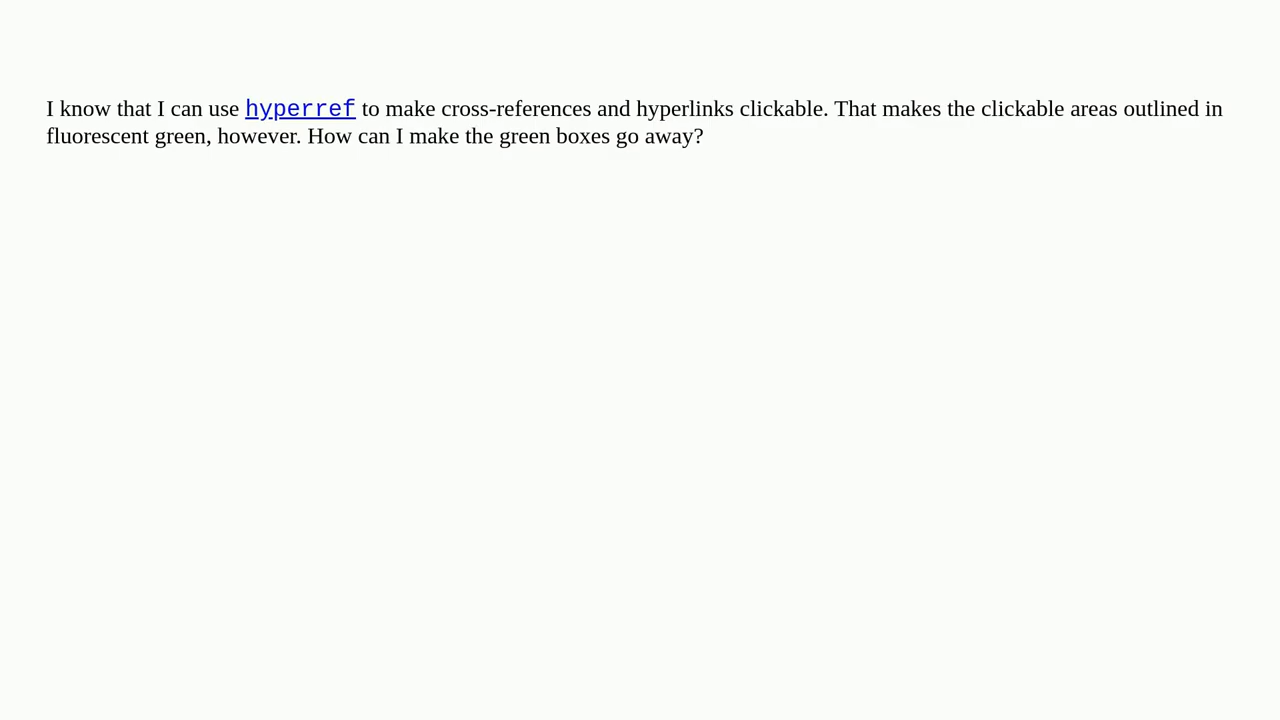 I know that I can use hyperref to make cross-references and hyperlinks clickable. That makes the clickable areas outlined in
fluorescent green, however. How can I make the green boxes go away?